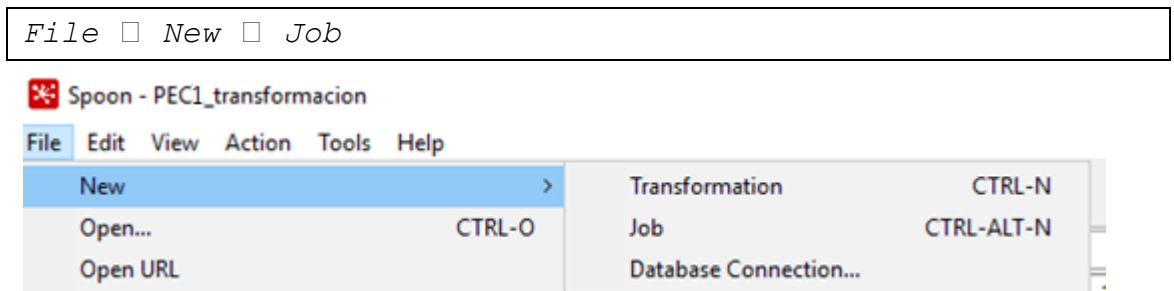 File □ New □ Job
Spoon - PEC1_transformacion
File Edit View Action Tools Help
New > Transformation CTRL-N
Open... CTRL-O Job CTRL-ALT-N
Open URL Database Connection...